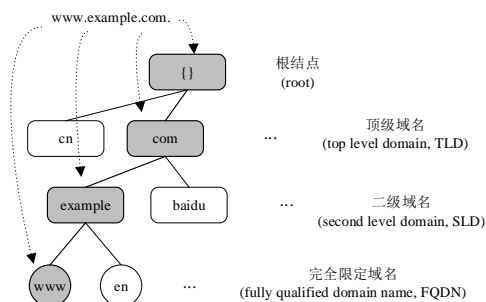 www.example.com.
{}
根结点
(root)
cn
com
...
顶级域名
(top level domain, TLD)
example
baidu
...
二级域名
(second level domain, SLD)
www
en
...
完全限定域名
(fully qualified domain name, FQDN)